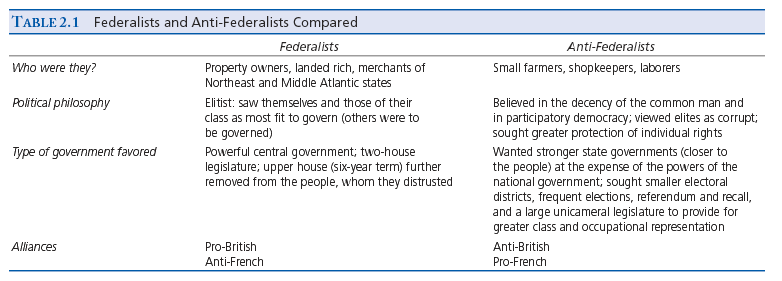 TABLE 2.1 Federalists and Anti-Federalists Compared
Federalists Anti-Federalists
Who were they? Property owners, landed rich, merchants of Small farmers, shopkeepers, laborers
Northeast and Middle Atlantic states
Political philosophy Elitist: saw themselves and those of their Believed in the decency of the common man and
class as most fit to govern (others were to in participatory democracy; viewed elites as corrupt;
be governed) sought greater protection of individual rights
Type of government favored Powerful central government; two-house Wanted stronger state governments (closer to
legislature; upper house (six-year term) further the people) at the expense of the powers of the
removed from the people, whom they distrusted national government; sought smaller electoral
districts, frequent elections, referendum and recall,
and a large unicameral legislature to provide for
greater class and occupational representation
Alliances Pro-British Anti-British
Anti-French Pro-French